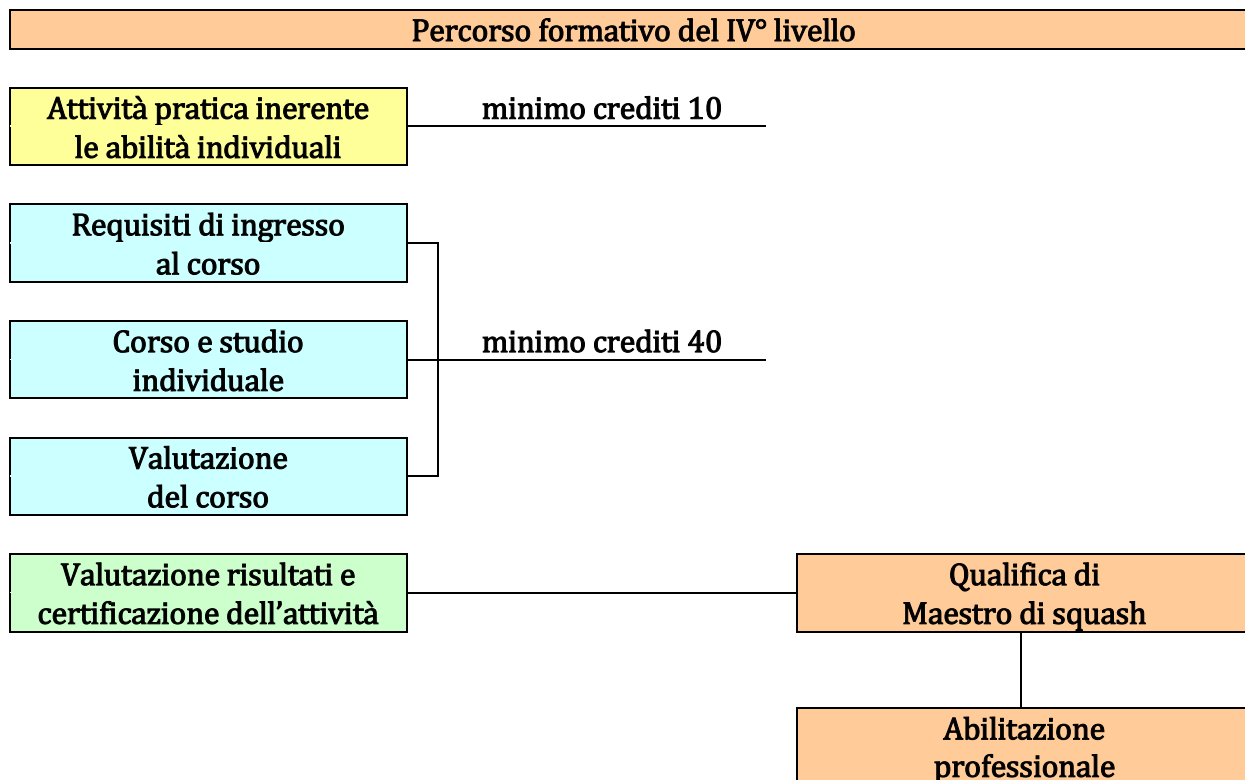 Percorso formativo del IV° livello
Attività pratica inerente
le abilità individuali
minimo crediti 10
Requisiti di ingresso
al corso
Corso e studio
individuale
minimo crediti 40
Valutazione
del corso
Valutazione risultati e
certificazione dell’attività
Qualifica di
Maestro di squash
Abilitazione
professionale